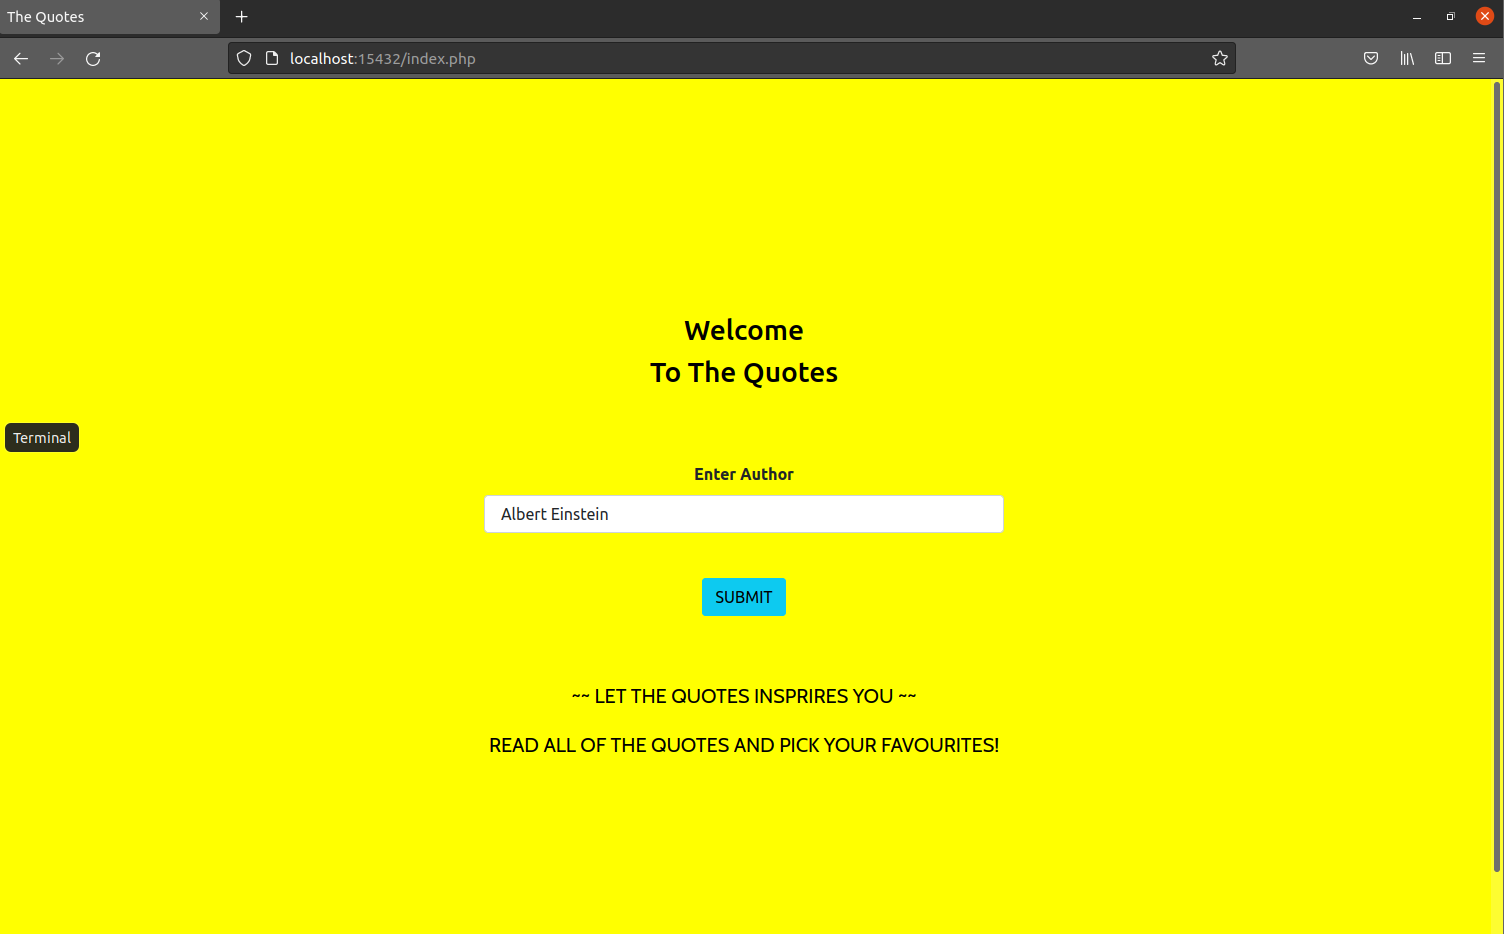 The Quotes
localhost:15432/index.php
Welcome
To The Quotes
Terminal
Enter Author
Albert Einstein
SUBMIT
~~ LET THE QUOTES INSPRIRES YOU ~~
READ ALL OF THE QUOTES AND PICK YOUR FAVOURITES!